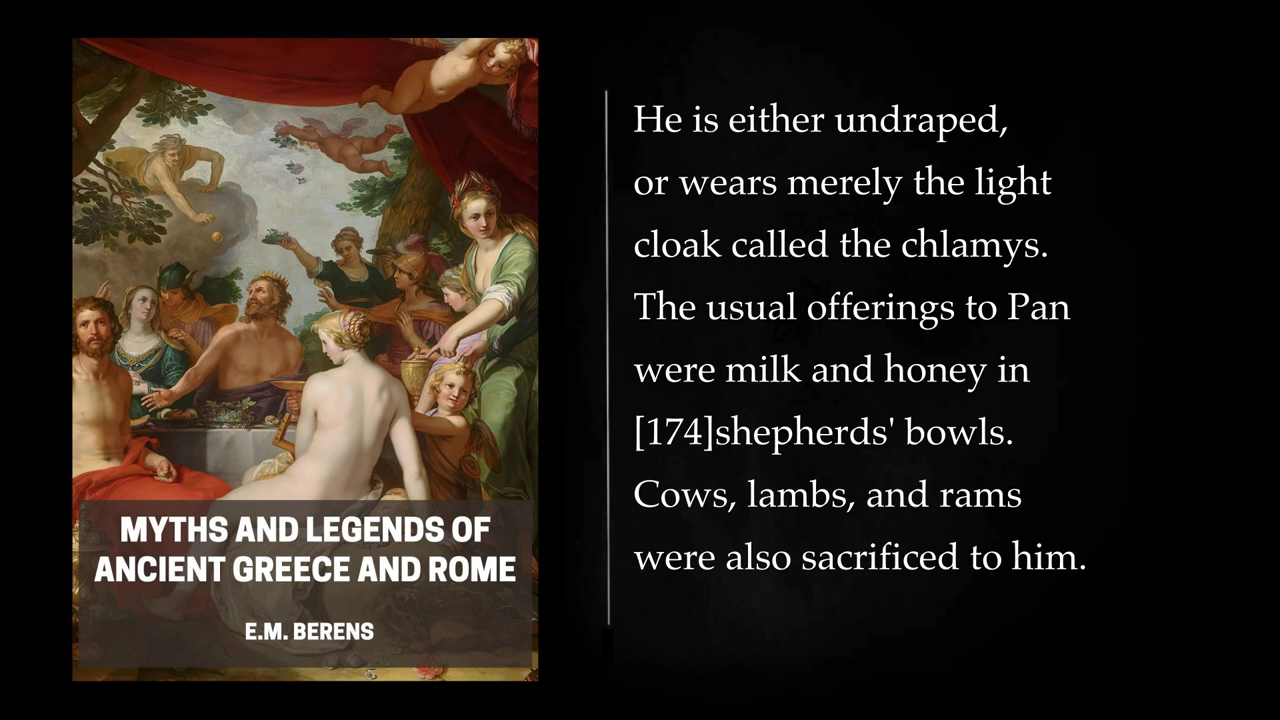 MYTHS AND LEGENDS OF
ANCIENT GREECE AND ROME
E.M. BERENS
He is either undraped,
or wears merely the light
cloak called the chlamys.
The usual offerings to Pan
were milk and honey in
[174]shepherds' bowls.
Cows, lambs, and rams
were also sacrificed to him.